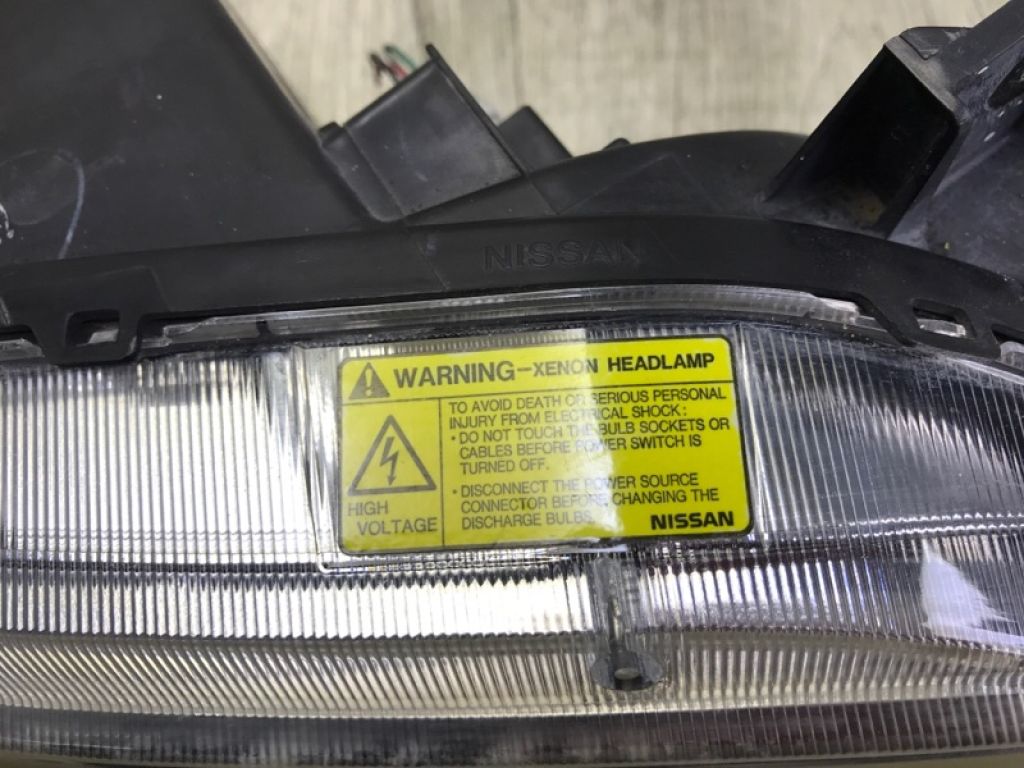 NISSAN
WARNING-XENON HEADLAMP
TO AVOID DEATH OR SERIOUS PERSONAL
INJURY FROM ELECTRICAL SHOCK:
• DO NOT TOUCH THE BULB SOCKETS OR
CABLES BEFORE POWER SWITCH IS
TURNED OFF.
• DISCONNECT THE POWER SOURCE
CONNECTOR BEFORE CHANGING THE
DISCHARGE BULBS.
HIGH
VOLTAGE
NISSAN